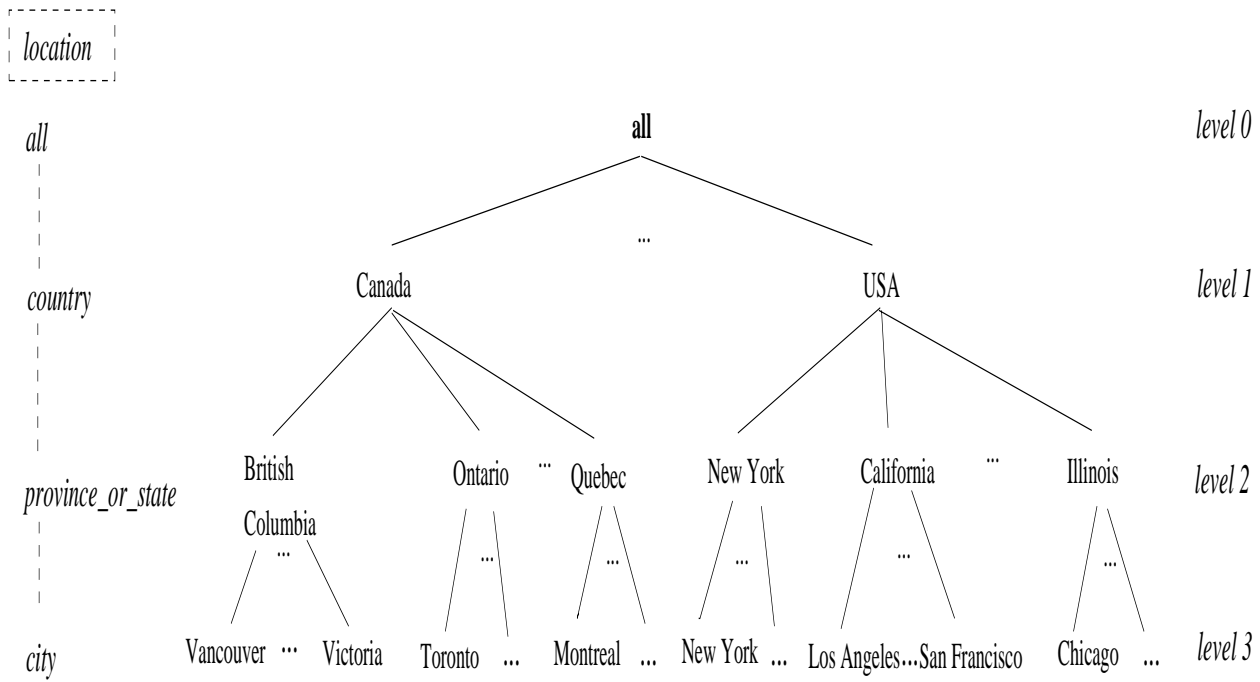 location
all
all
level 0
...
Canada
USA
country
level 1
British
Columbia
Ontario
...
Quebec
New York
California
...
Illinois
province_or_state
level 2
...
...
...
...
...
...
Vancouver ... Victoria
Toronto ...
Montreal ...
New York ...
Los Angeles...San Francisco
Chicago ...
city
level 3